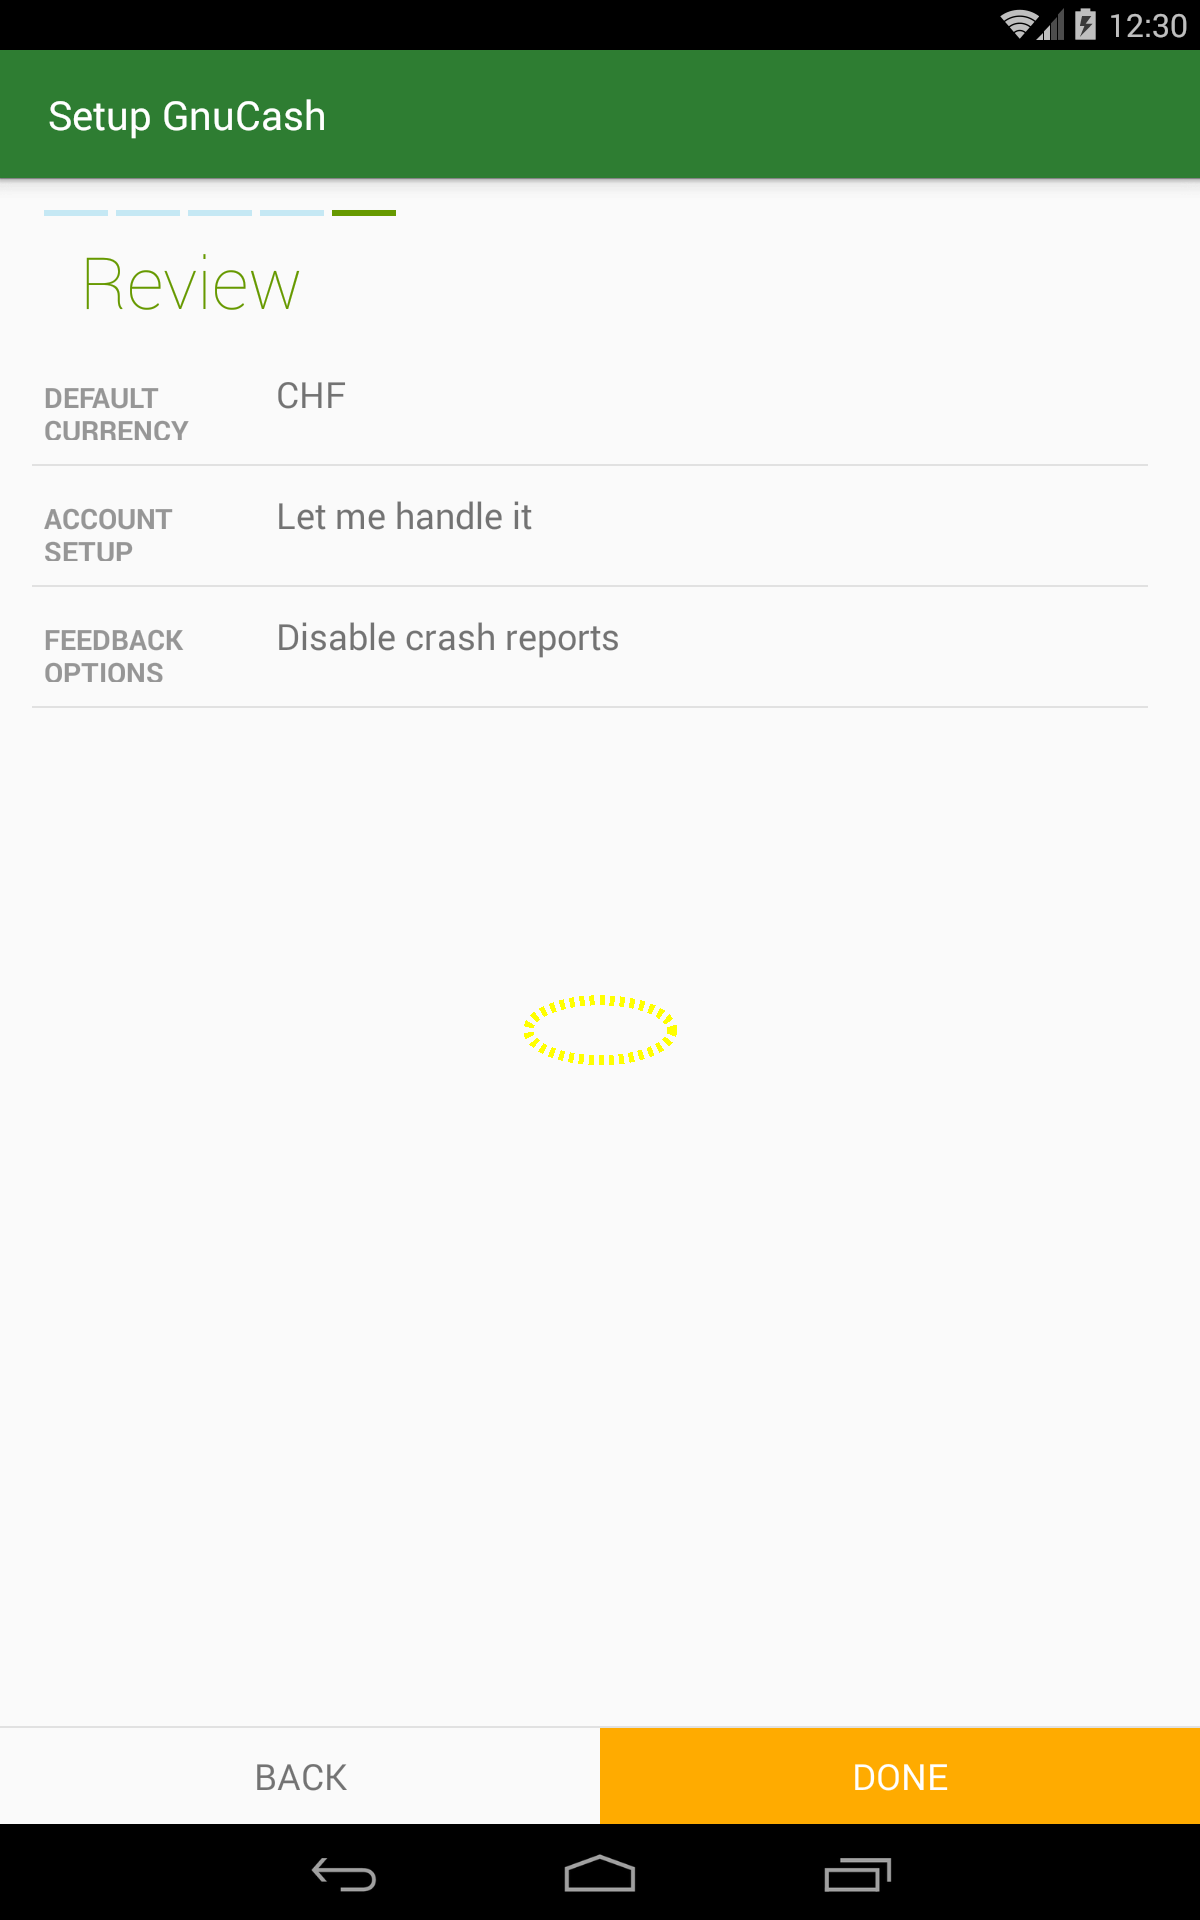 12:30
Setup GnuCash
Review
DEFAULT CURRENCY
CHF
ACCOUNT SETUP
Let me handle it
FEEDBACK OPTIONS
Disable crash reports
BACK
DONE